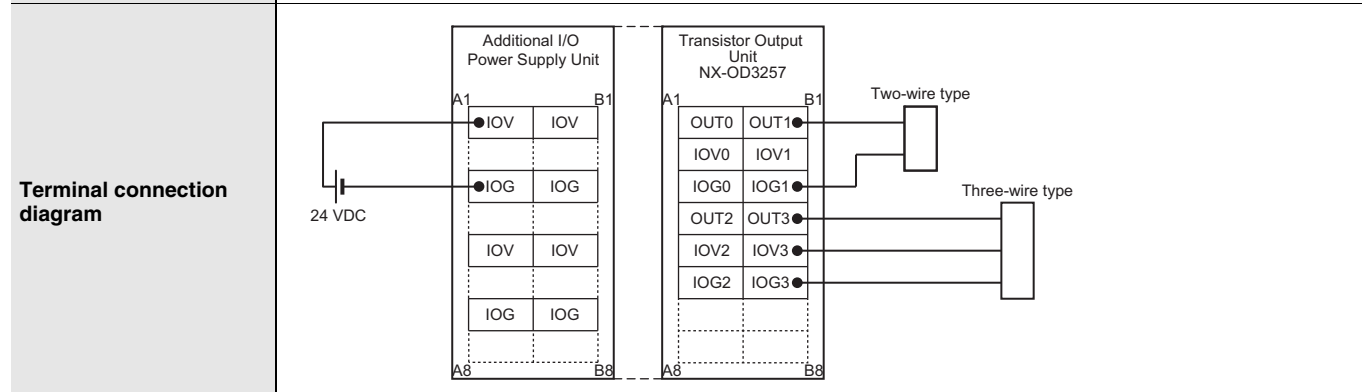 Terminal connection
diagram
24 VDC
Additional I/O
Power Supply Unit
A1 B1
IOV IOV
IOG IOG
IOV IOV
IOG IOG
A8 B8
Transistor Output
Unit
NX-OD3257
A1 B1
OUT0 OUT1
IOV0 IOV1
IOG0 IOG1
OUT2 OUT3
IOV2 IOV3
IOG2 IOG3
A8 B8
Two-wire type
Three-wire type